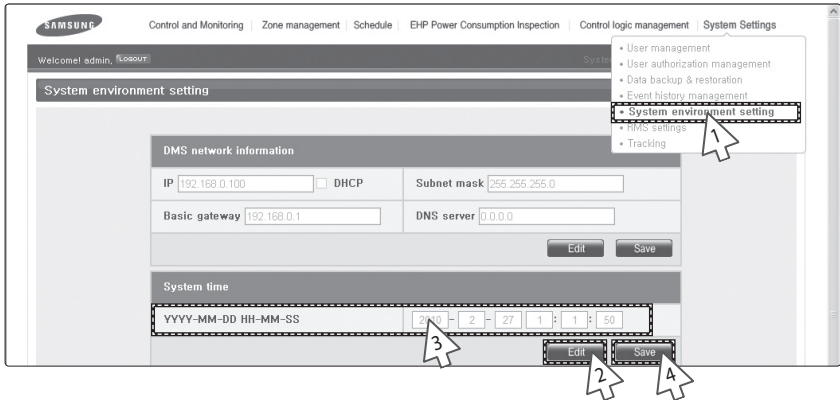 SAMSUNG Control and Monitoring Zone management Schedule EHP Power Consumption Inspection Control logic management System Settings
Welcome! admin, LOGOUT
• User management
• User authorization management
• Data backup & restoration
• Event history management
• System environment setting
• RMS settings
• Tracking
1
System environment setting
DMS network information
IP 192.168.0.100 DHCP Subnet mask 255.255.255.0
Basic gateway 192.168.0.1 DNS server 0.0.0.0
Edit Save
System time
YYYY-MM-DD HH-MM-SS 2010 - 2 - 27 1 : 1 : 50
3
Edit Save
2 4